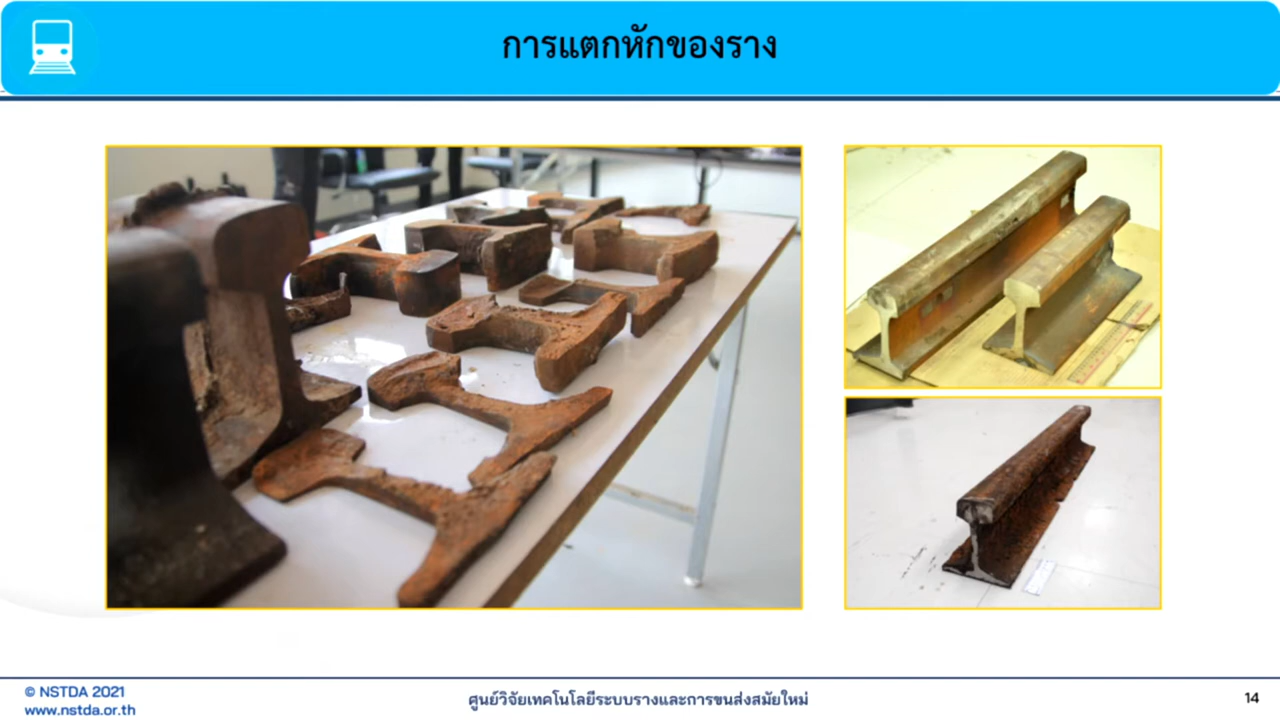 การแตกหักของราง
© NSTDA 2021
www.nstda.or.th
ศูนย์วิจัยเทคโนโลยีระบบรางและการขนส่งสมัยใหม่
14